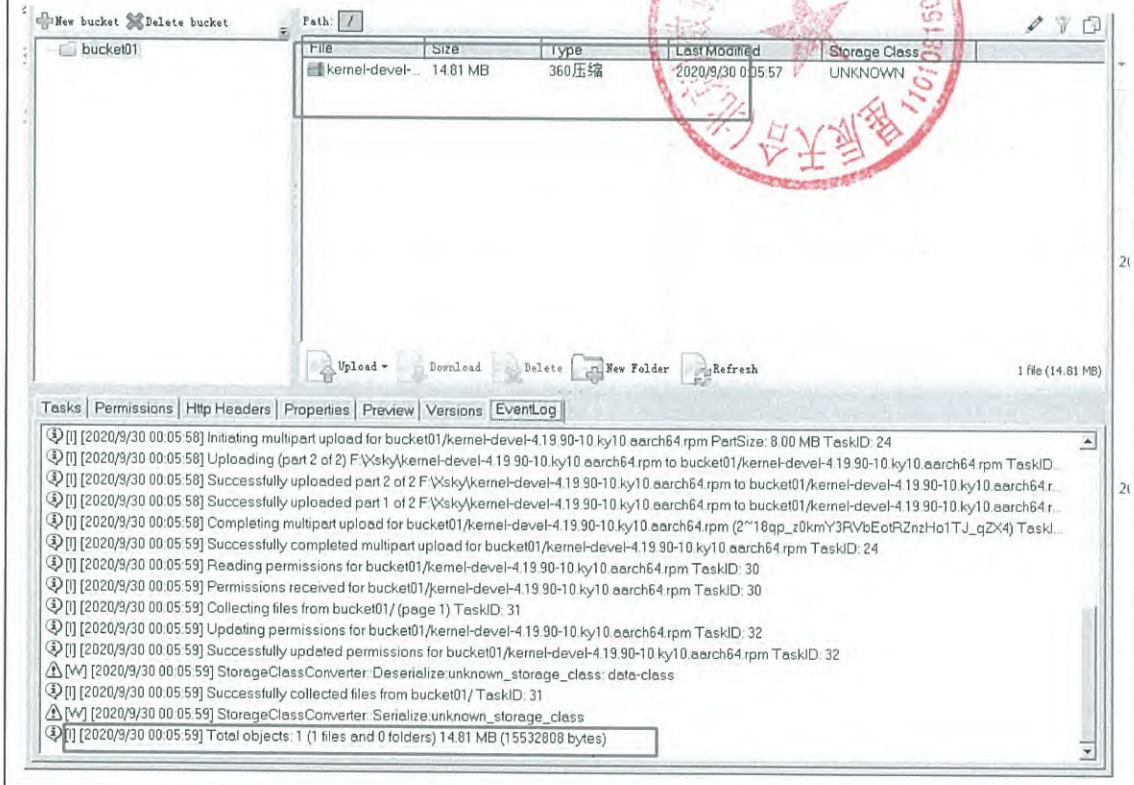 New bucket Delete bucket
Path: /
bucket01
File Size Type Last Modified Storage Class
kernel-devel-... 14.81 MB 360压缩 2020/9/30 0:05:57 UNKNOWN
星辰天合(北京)
110108150
Upload Download Delete New Folder Refresh 1 file (14.81 MB)
Tasks Permissions Http Headers Properties Preview Versions EventLog
[I] [2020/9/30 00:05:58] Initiating multipart upload for bucket01/kernel-devel-4.19.90-10.ky10.aarch64.rpm PartSize: 8.00 MB TaskID: 24
[I] [2020/9/30 00:05:58] Uploading (part 2 of 2) F:\Xsky\kernel-devel-4.19.90-10.ky10.aarch64.rpm to bucket01/kernel-devel-4.19.90-10.ky10.aarch64.rpm TaskID...
[I] [2020/9/30 00:05:58] Successfully uploaded part 2 of 2 F:\Xsky\kernel-devel-4.19.90-10.ky10.aarch64.rpm to bucket01/kernel-devel-4.19.90-10.ky10.aarch64.r...
[I] [2020/9/30 00:05:58] Successfully uploaded part 1 of 2 F:\Xsky\kernel-devel-4.19.90-10.ky10.aarch64.rpm to bucket01/kernel-devel-4.19.90-10.ky10.aarch64.r...
[I] [2020/9/30 00:05:58] Completing multipart upload for bucket01/kernel-devel-4.19.90-10.ky10.aarch64.rpm (2~18qp_z0kmY3RVbEotRZnzHo1TJ_qZX4) TaskI...
[I] [2020/9/30 00:05:59] Successfully completed multipart upload for bucket01/kernel-devel-4.19.90-10.ky10.aarch64.rpm TaskID: 24
[I] [2020/9/30 00:05:59] Reading permissions for bucket01/kernel-devel-4.19.90-10.ky10.aarch64.rpm TaskID: 30
[I] [2020/9/30 00:05:59] Permissions received for bucket01/kernel-devel-4.19.90-10.ky10.aarch64.rpm TaskID: 30
[I] [2020/9/30 00:05:59] Collecting files from bucket01/ (page 1) TaskID: 31
[I] [2020/9/30 00:05:59] Updating permissions for bucket01/kernel-devel-4.19.90-10.ky10.aarch64.rpm TaskID: 32
[I] [2020/9/30 00:05:59] Successfully updated permissions for bucket01/kernel-devel-4.19.90-10.ky10.aarch64.rpm TaskID: 32
[W] [2020/9/30 00:05:59] StorageClassConverter::Deserialize:unknown_storage_class: data-class
[I] [2020/9/30 00:05:59] Successfully collected files from bucket01/ TaskID: 31
[W] [2020/9/30 00:05:59] StorageClassConverter::Serialize:unknown_storage_class
[I] [2020/9/30 00:05:59] Total objects: 1 (1 files and 0 folders) 14.81 MB (15532808 bytes)